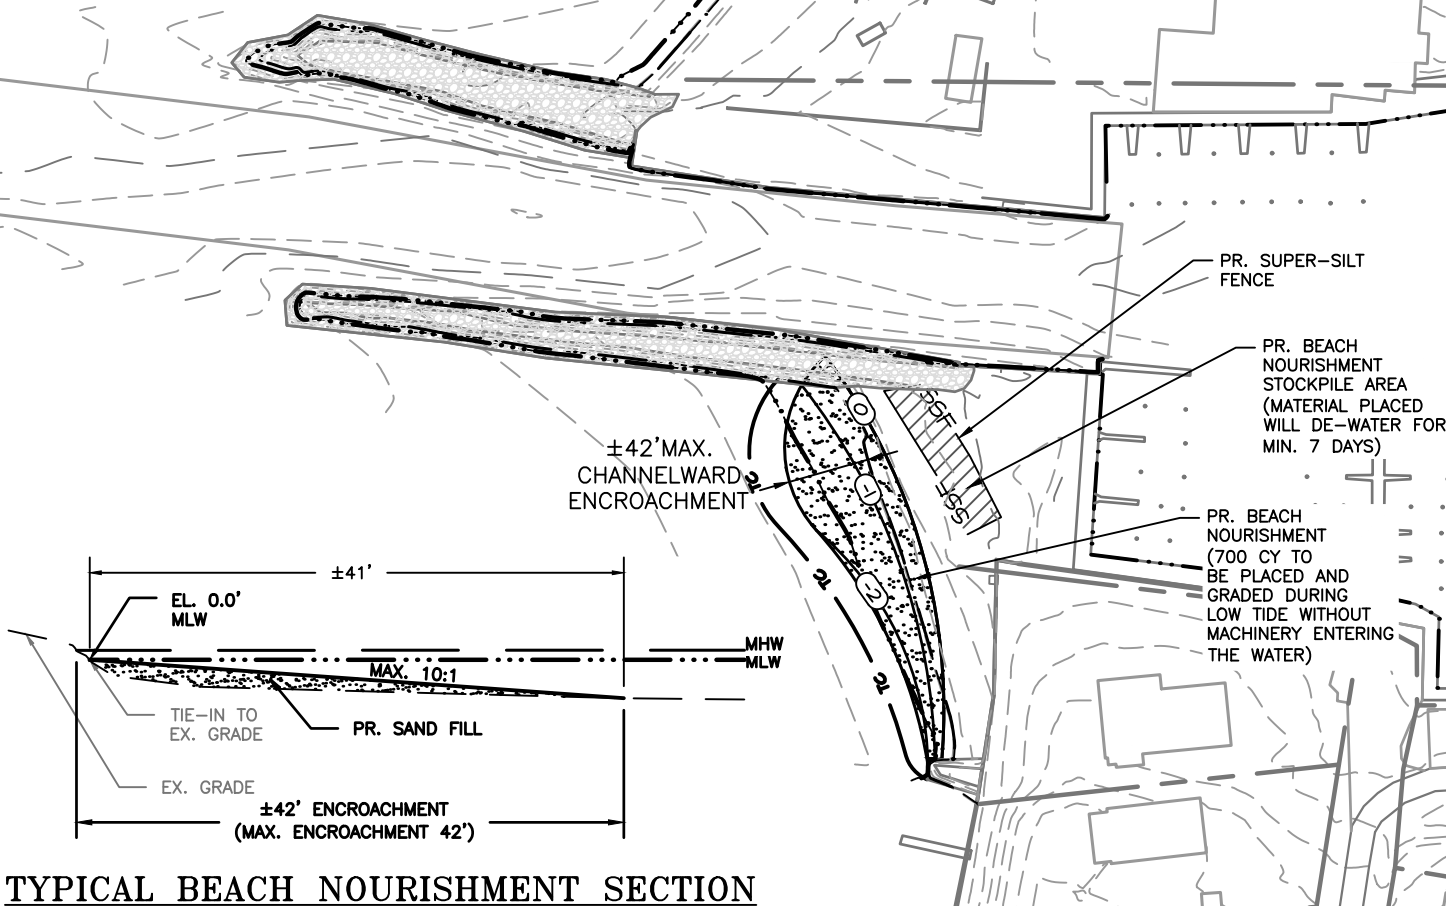 PR. SUPER-SILT
FENCE
PR. BEACH
NOURISHMENT
STOCKPILE AREA
(MATERIAL PLACED
WILL DE-WATER FOR
MIN. 7 DAYS)
SSF
SSF
0
-1
-2
±42'MAX.
CHANNELWARD
ENCROACHMENT
TC
TC
TC
PR. BEACH
NOURISHMENT
(700 CY TO
BE PLACED AND
GRADED DURING
LOW TIDE WITHOUT
MACHINERY ENTERING
THE WATER)
±41'
EL. 0.0'
MLW
MHW
MLW
MAX. 10:1
TIE-IN TO
EX. GRADE
PR. SAND FILL
EX. GRADE
±42' ENCROACHMENT
(MAX. ENCROACHMENT 42')
TYPICAL BEACH NOURISHMENT SECTION